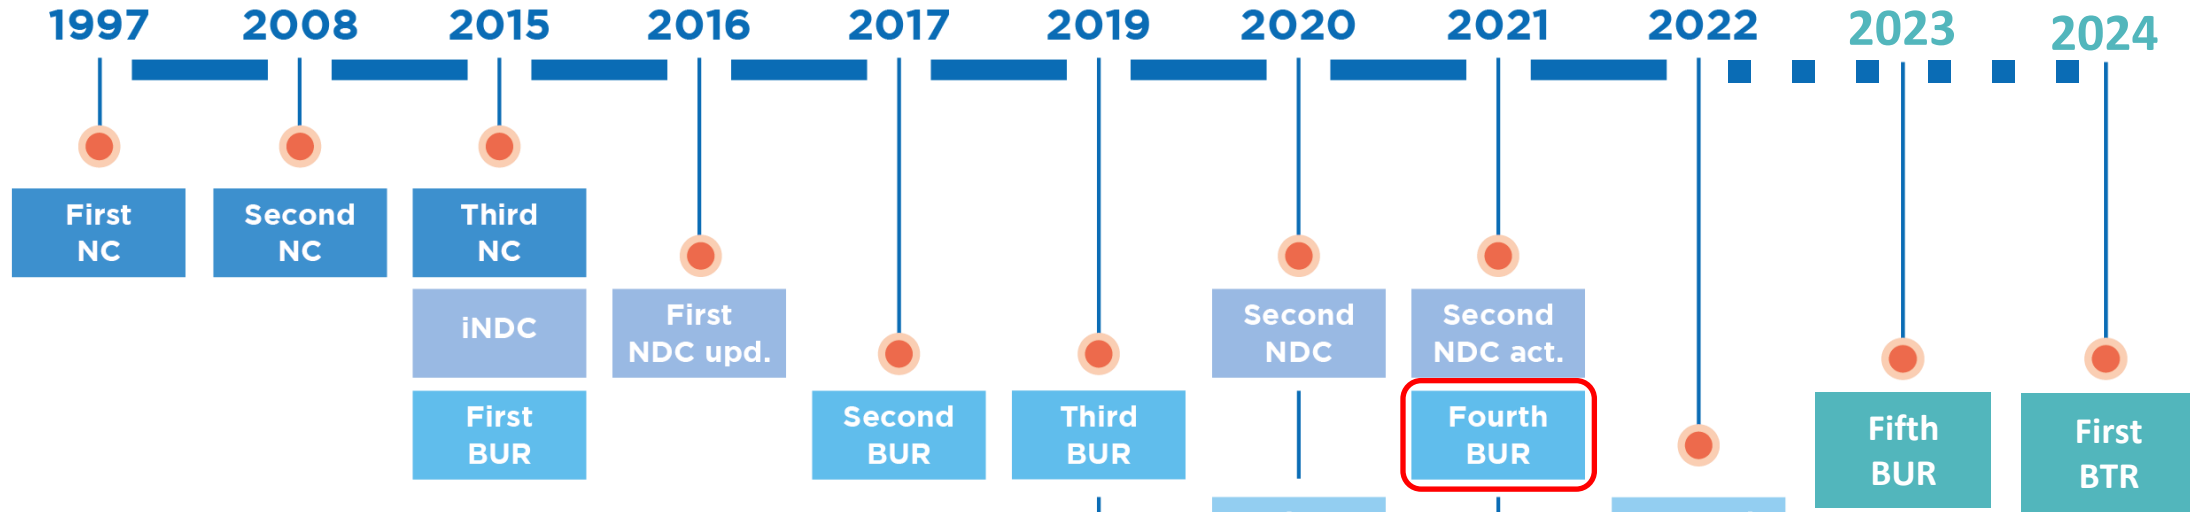 1997 2008 2015 2016 2017 2019 2020 2021 2022 2023 2024
First
NC
Second
NC
Third
NC
iNDC
First
BUR
First
NDC upd.
Second
BUR
Third
BUR
Second
NDC
Second
NDC act.
Fourth
BUR
Fifth
BUR
First
BTR